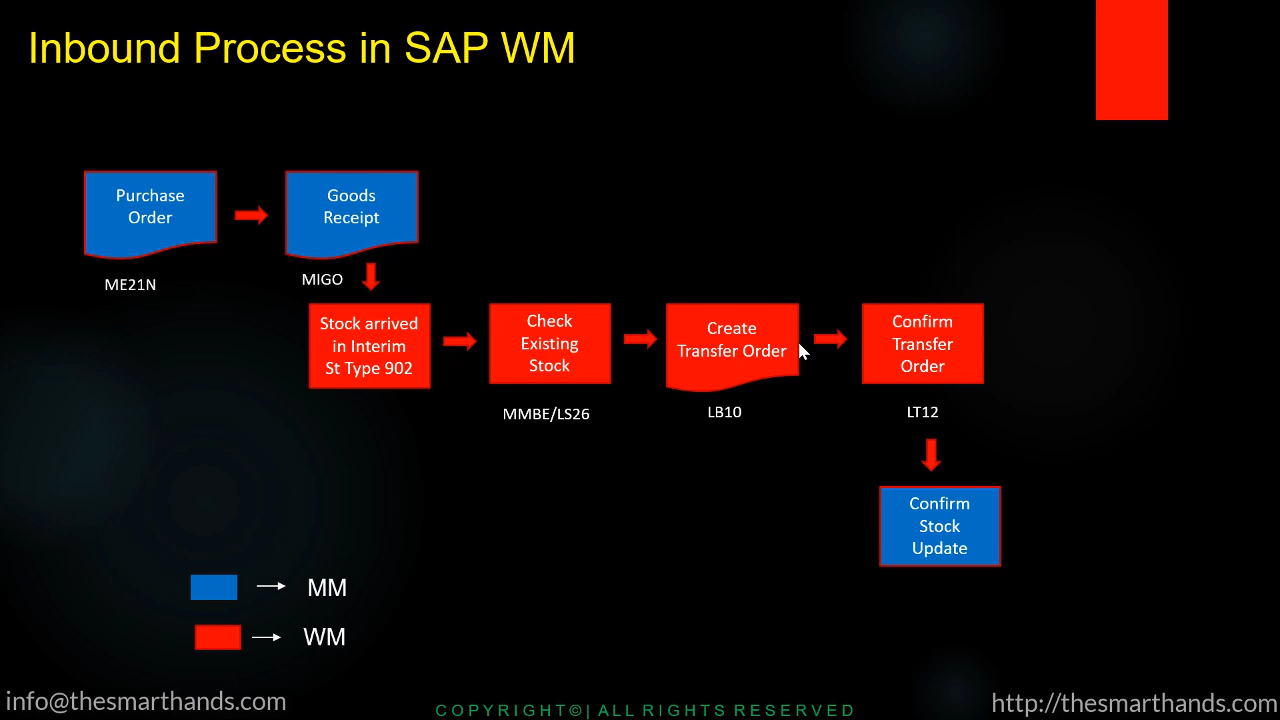 Inbound Process in SAP WM
Purchase
Order
Goods
Receipt
ME21N
MIGO
Stock arrived
in Interim
St Type 902
Check
Existing
Stock
Create
Transfer Order
Confirm
Transfer
Order
MMBE/LS26
LB10
LT12
Confirm
Stock
Update
MM
WM
info@thesmarthands.com
COPYRIGHT©| ALL RIGHTS RESERVED
http://thesmarthands.com